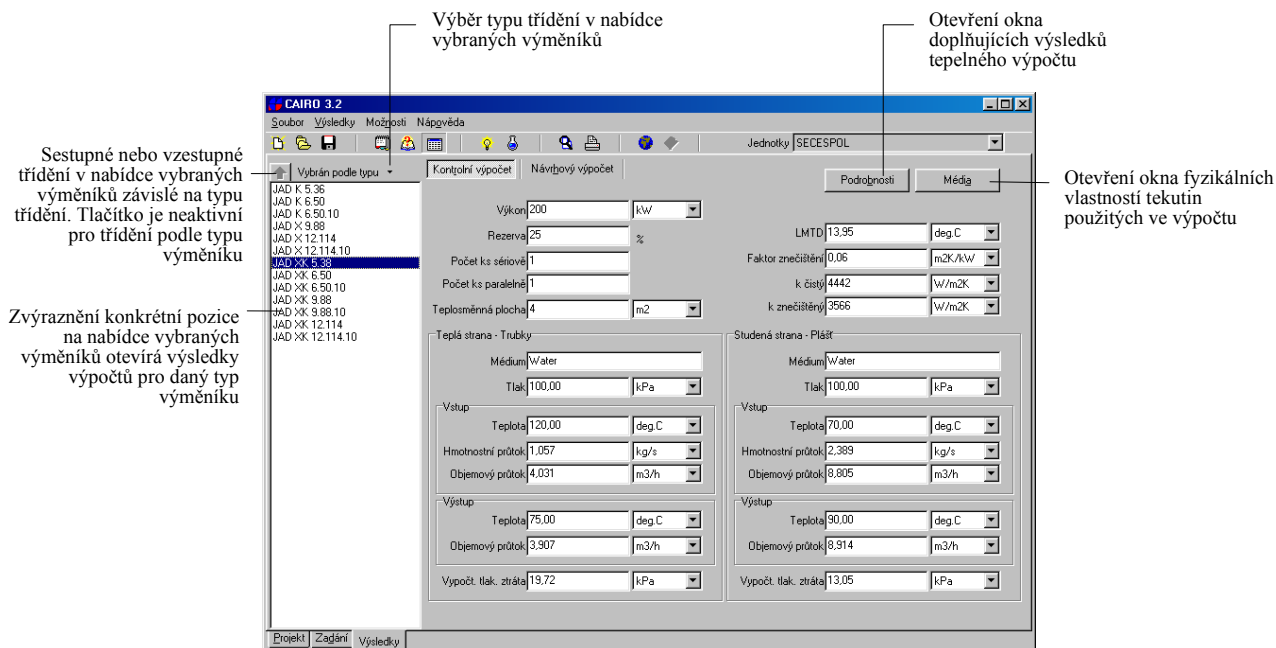 Výběr typu třídění v nabídce
vybraných výměníků
Otevření okna
doplňujících výsledků
tepelného výpočtu
CAIRO 3.2
Soubor Výsledky Možnosti Nápověda
Jednotky SECESPOL
Sestupné nebo vzestupné
třídění v nabídce vybraných
výměníků závislé na typu
třídění. Tlačítko je neaktivní
pro třídění podle typu
výměníku
Zvýraznění konkrétní pozice
na nabídce vybraných
výměníků otevírá výsledky
výpočtů pro daný typ
výměníku
Vybrán podle typu
JAD K 5.36
JAD K 6.50
JAD K 6.50.10
JAD X 9.88
JAD X 12.114
JAD X 12.114.10
JAD XK 5.38
JAD XK 6.50
JAD XK 6.50.10
JAD XK 9.88
JAD XK 9.88.10
JAD XK 12.114
JAD XK 12.114.10
Kontrolní výpočet Návrhový výpočet
Podrobnosti Média
Otevření okna fyzikálních
vlastností tekutin
použitých ve výpočtu
Výkon 200 kW
Rezerva 25 %
Počet ks sériově 1
Počet ks paralelně 1
Teplosměnná plocha 4 m2
LMTD 13,95 deg.C
Faktor znečištění 0,06 m2K/kW
k čistý 4442 W/m2K
k znečištěný 3566 W/m2K
Teplá strana - Trubky
Médium Water
Tlak 100,00 kPa
Vstup
Teplota 120,00 deg.C
Hmotnostní průtok 1,057 kg/s
Objemový průtok 4,031 m3/h
Výstup
Teplota 75,00 deg.C
Objemový průtok 3,907 m3/h
Vypočt. tlak. ztráta 19,72 kPa
Studená strana - Plášť
Médium Water
Tlak 100,00 kPa
Vstup
Teplota 70,00 deg.C
Hmotnostní průtok 2,389 kg/s
Objemový průtok 8,805 m3/h
Výstup
Teplota 90,00 deg.C
Objemový průtok 8,914 m3/h
Vypočt. tlak. ztráta 13,05 kPa
Projekt Zadání Výsledky